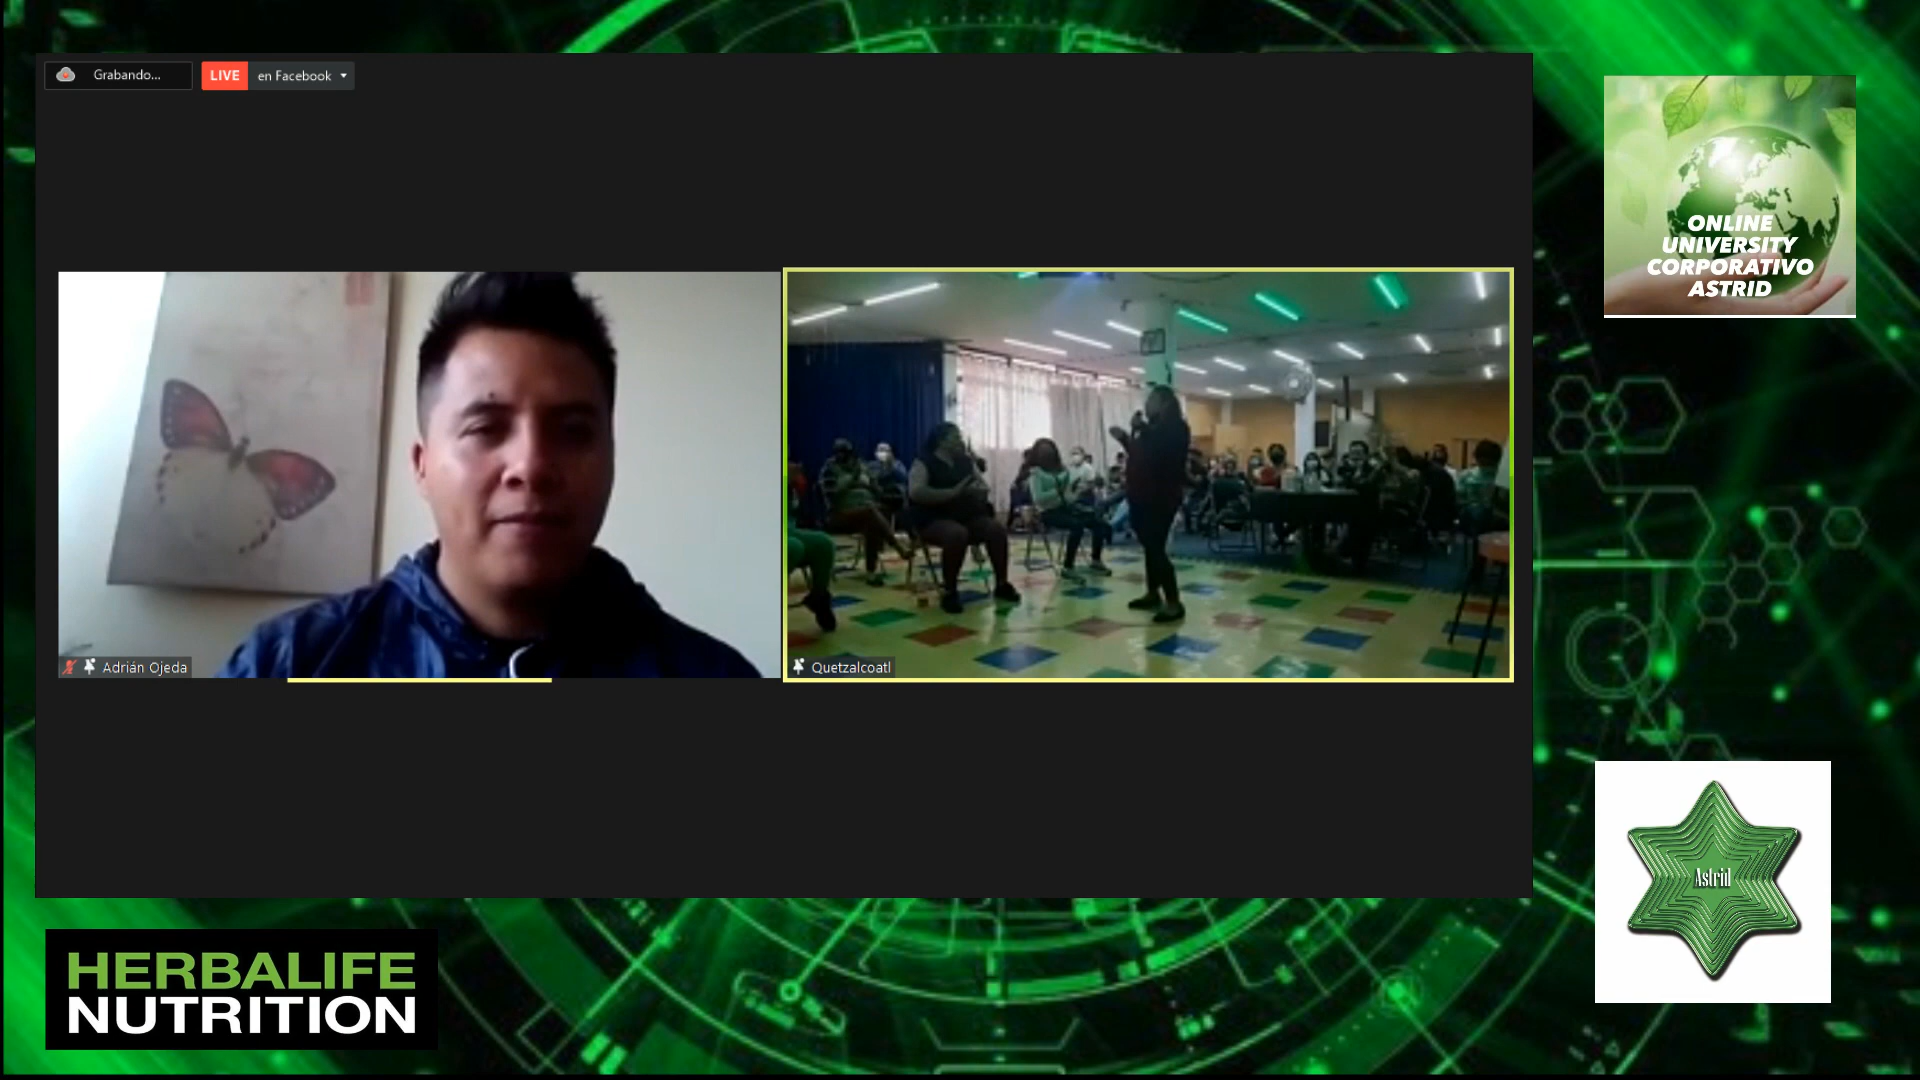 Grabando...
LIVE en Facebook
ONLINE
UNIVERSITY
CORPORATIVO
ASTRID
Adrián Ojeda
Quetzalcoatl
Astrid
HERBALIFE
NUTRITION